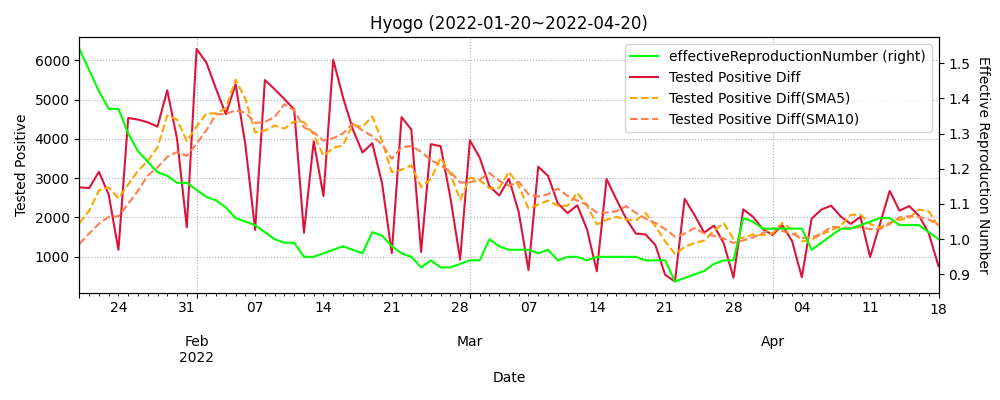 Hyogo (2022-01-20~2022-04-20)
effectiveReproductionNumber (right)
Tested Positive Diff
Tested Positive Diff(SMA5)
Tested Positive Diff(SMA10)
Tested Positive
6000
5000
4000
3000
2000
1000
Effective Reproduction Number
1.5
1.4
1.3
1.2
1.1
1.0
0.9
24 31 07 14 21 28 07 14 21 28 04 11 18
Feb Mar Apr
2022
Date